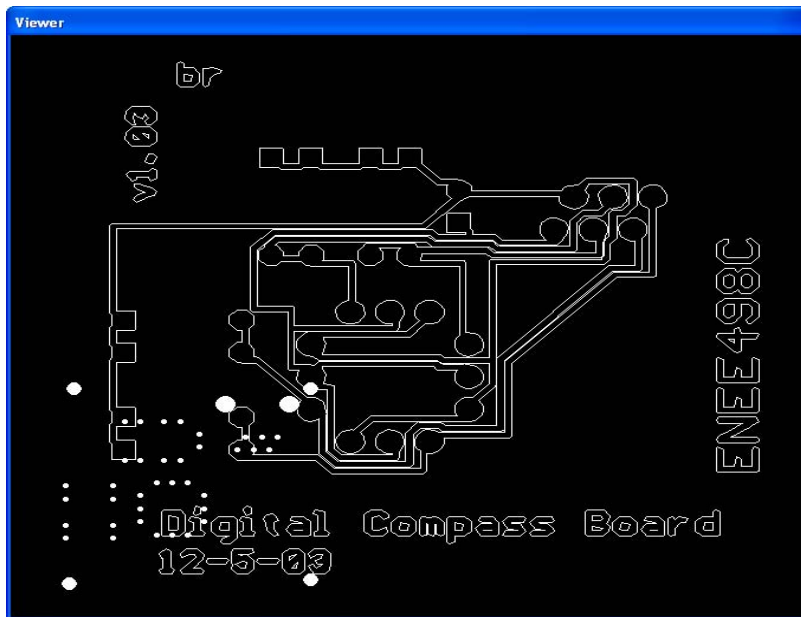 Viewer
br
v1.03
ENEE498C
Digital Compass Board
12-5-03